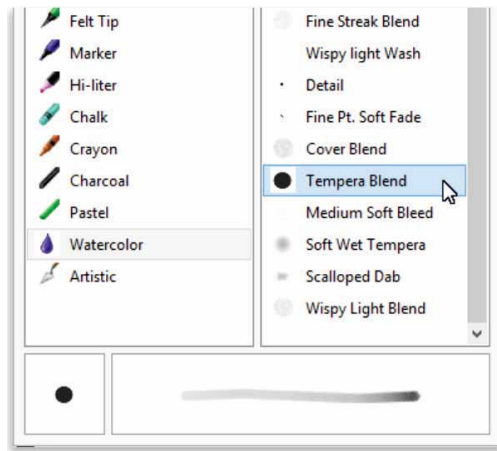 Felt Tip
Marker
Hi-liter
Chalk
Crayon
Charcoal
Pastel
Watercolor
Artistic
Fine Streak Blend
Wispy light Wash
Detail
Fine Pt. Soft Fade
Cover Blend
Tempera Blend
Medium Soft Bleed
Soft Wet Tempera
Scalloped Dab
Wispy Light Blend